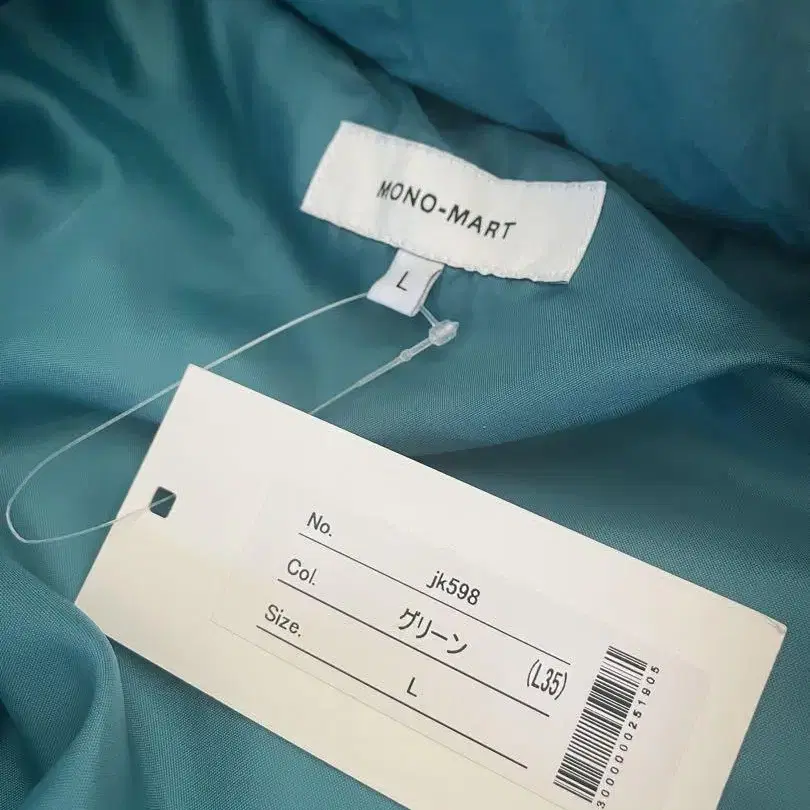 MONO-MART
L
No. jk598
Col. グリーン (L35)
Size. L
3000000251905